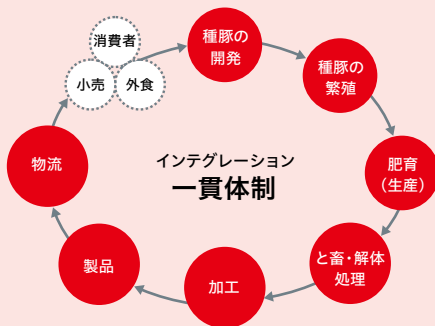 インテグレーション
一貫体制
種豚の
開発
種豚の
繁殖
肥育
（生産）
と畜・解体
処理
加工
製品
物流
小売
外食
消費者